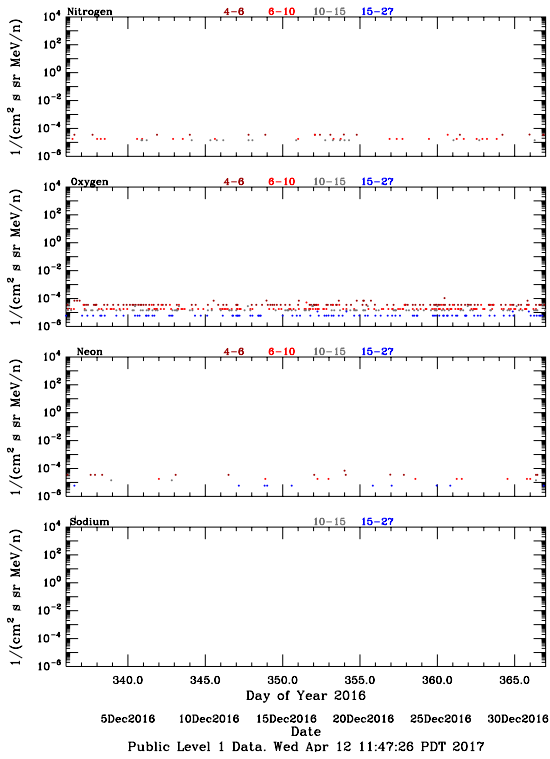 Nitrogen 4-6 6-10 10-15 15-27
10⁴
10²
10⁰
10⁻²
10⁻⁴
10⁻⁶
1/(cm² s sr MeV/n)
Oxygen 4-6 6-10 10-15 15-27
10⁴
10²
10⁰
10⁻²
10⁻⁴
10⁻⁶
1/(cm² s sr MeV/n)
Neon 4-6 6-10 10-15 15-27
10⁴
10²
10⁰
10⁻²
10⁻⁴
10⁻⁶
1/(cm² s sr MeV/n)
Sodium 10-15 15-27
10⁴
10²
10⁰
10⁻²
10⁻⁴
10⁻⁶
1/(cm² s sr MeV/n)
340.0 345.0 350.0 355.0 360.0 365.0
Day of Year 2016
5Dec2016 10Dec2016 15Dec2016 20Dec2016 25Dec2016 30Dec2016
Date
Public Level 1 Data. Wed Apr 12 11:47:26 PDT 2017